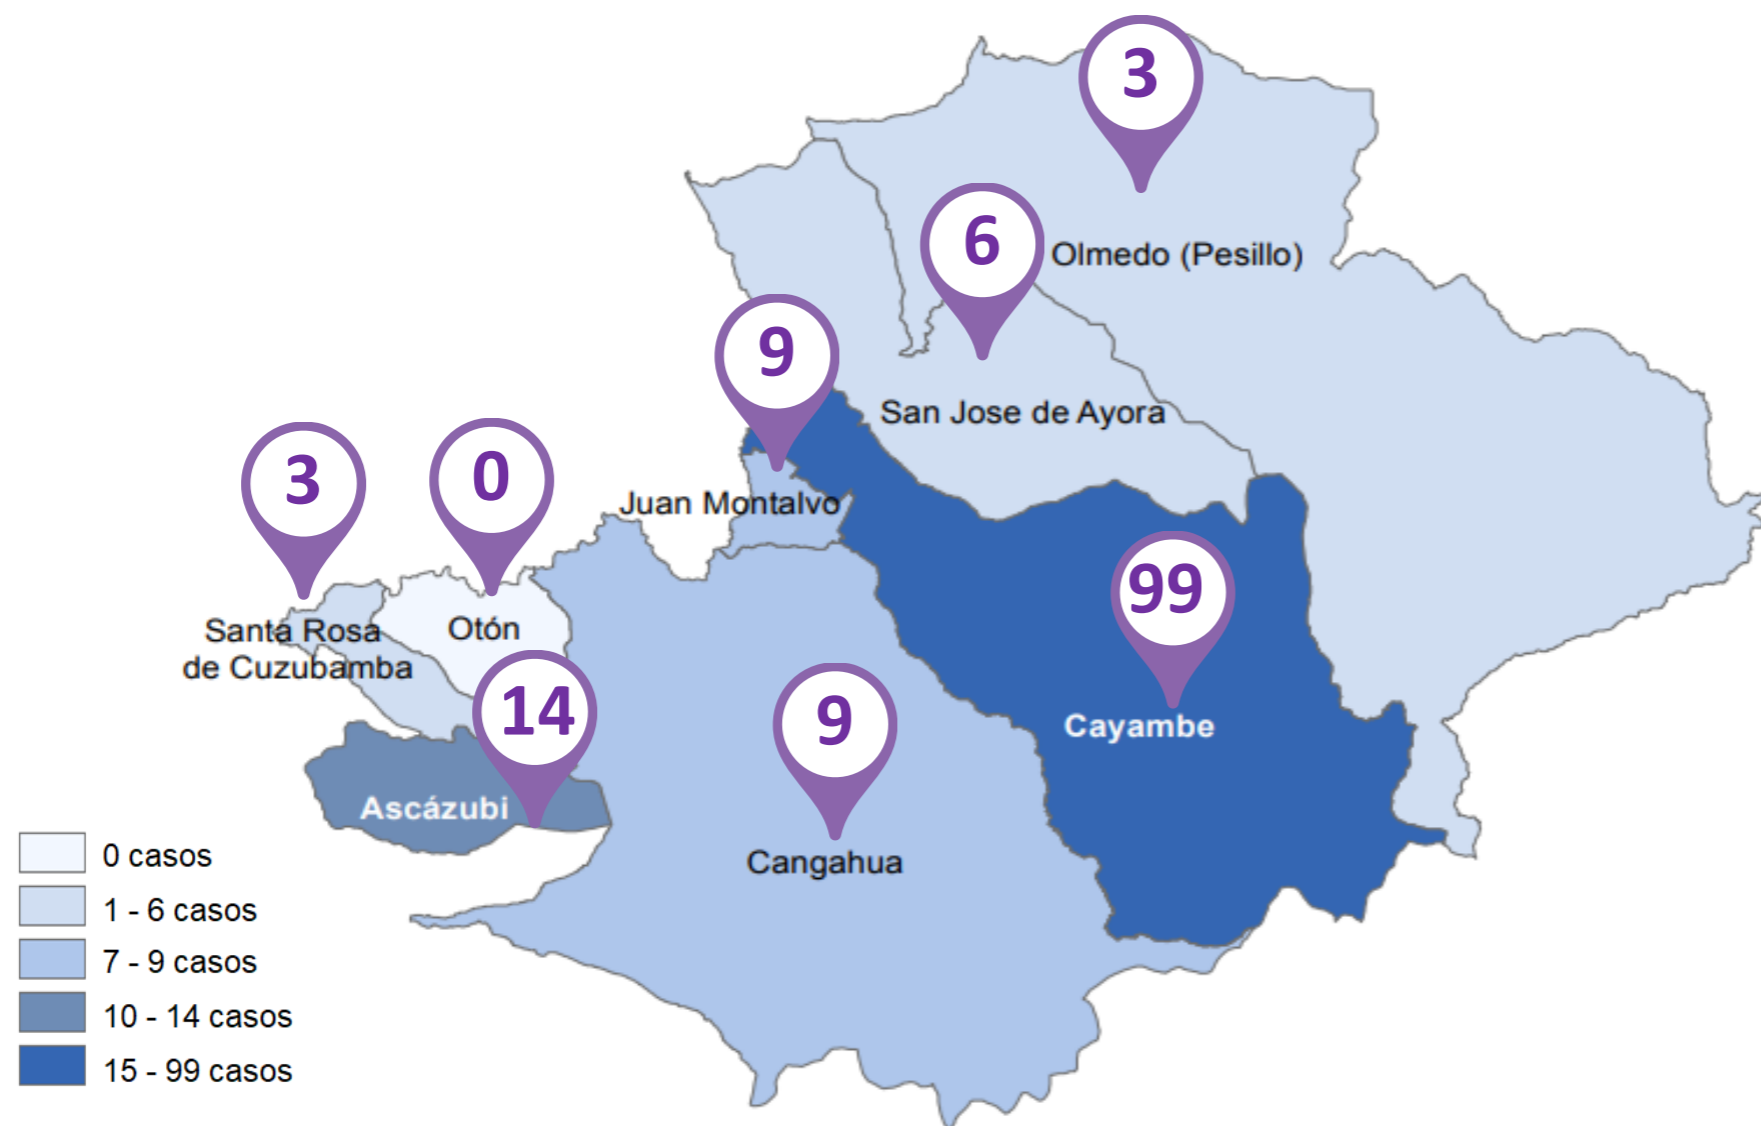 3
6
Olmedo (Pesillo)
9
San Jose de Ayora
3
0
Juan Montalvo
99
Santa Rosa
de Cuzubamba
Otón
14
9
Cayambe
Ascázubi
Cangahua
0 casos
1 - 6 casos
7 - 9 casos
10 - 14 casos
15 - 99 casos